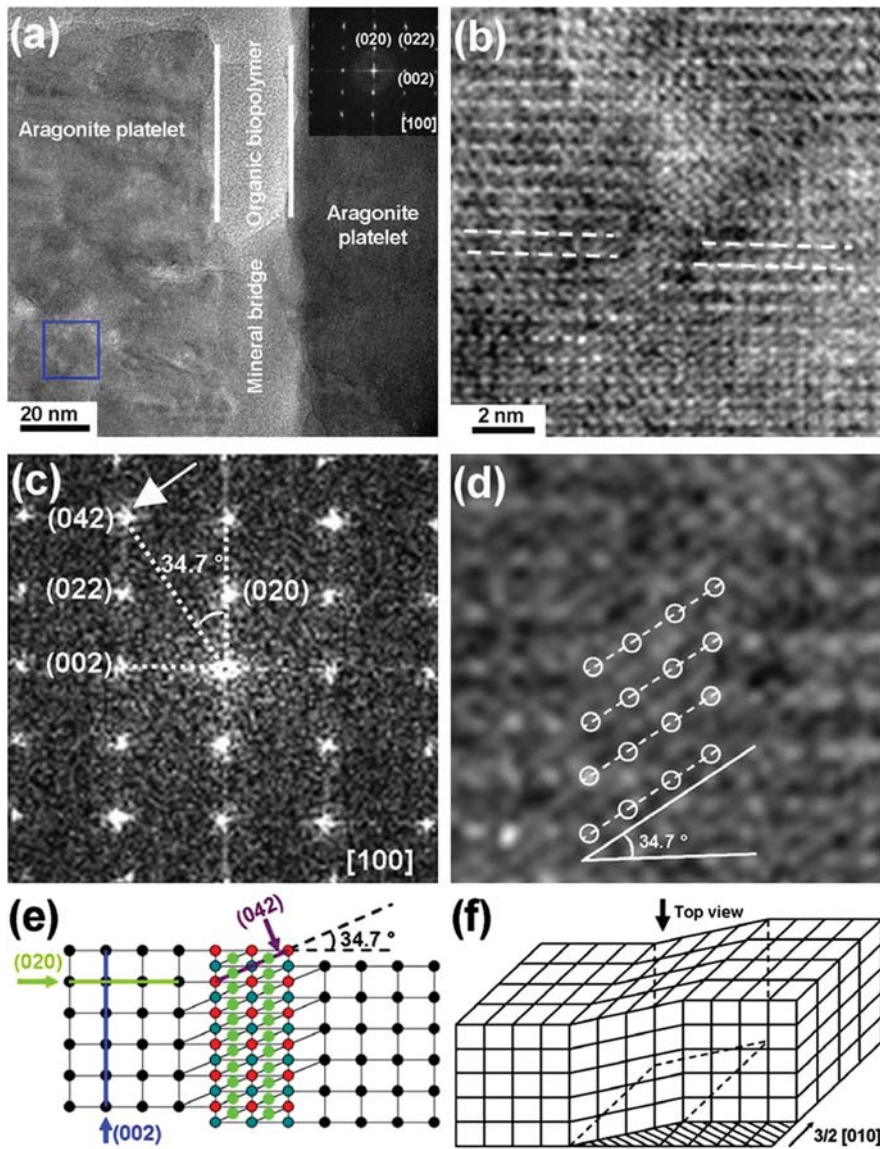 (a)
(020)
(022)
(002)
[100]
Aragonite platelet
Organic biopolymer
Mineral bridge
Aragonite
platelet
20 nm
(b)
2 nm
(c)
(042)
34.7 °
(022)
(020)
(002)
[100]
(d)
34.7 °
(e)
(042)
34.7 °
(020)
(002)
(f)
Top view
3/2 [010]